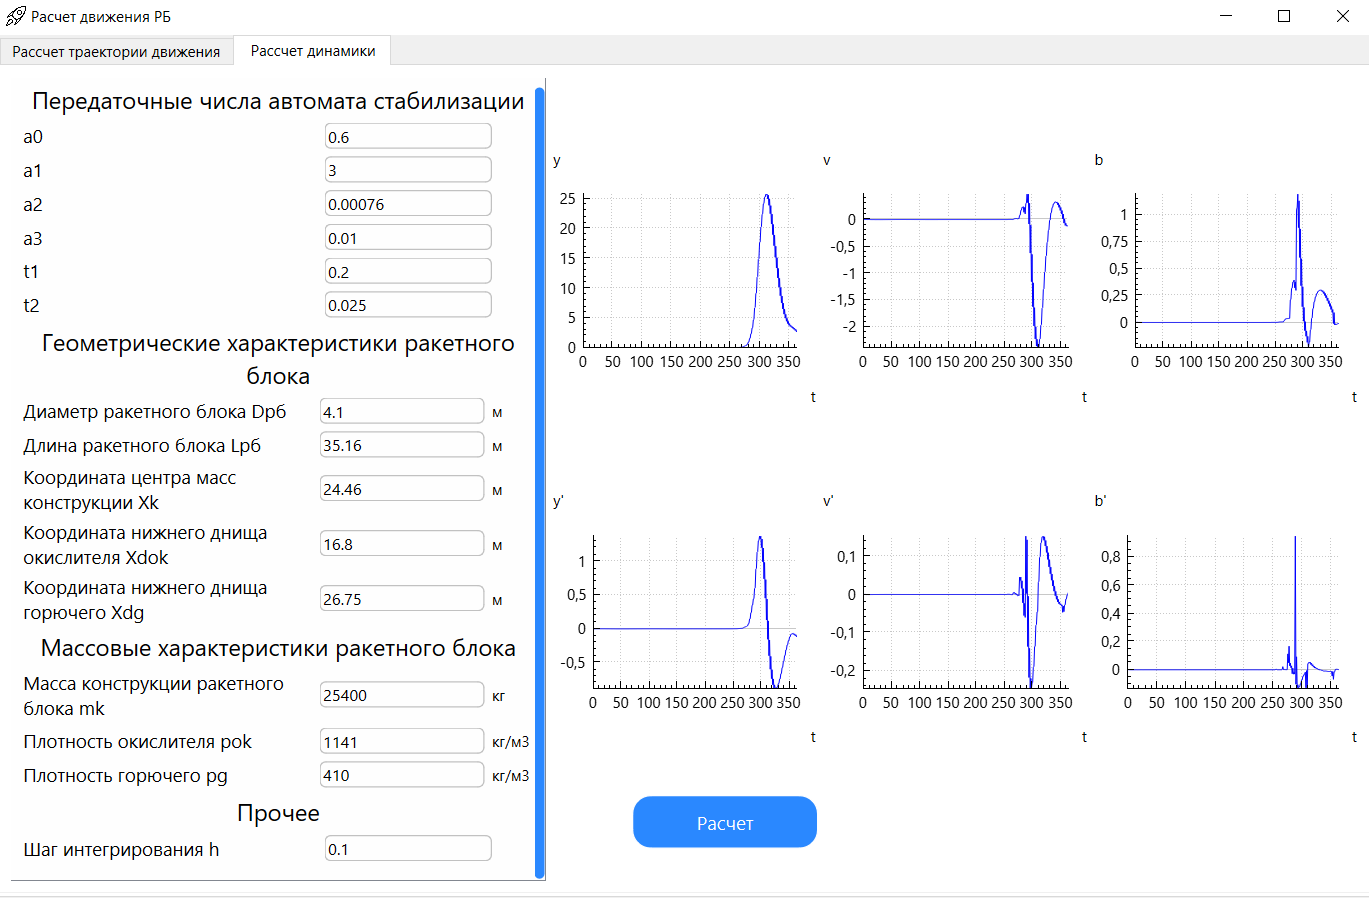 Расчет движения РБ
Рассчет траектории движения
Рассчет динамики
Передаточные числа автомата стабилизации
a0 0.6
a1 3
a2 0.00076
a3 0.01
t1 0.2
t2 0.025
Геометрические характеристики ракетного
блока
Диаметр ракетного блока Dрб 4.1 м
Длина ракетного блока Lрб 35.16 м
Координата центра масс
конструкции Xk 24.46 м
Координата нижнего днища
окислителя Xdok 16.8 м
Координата нижнего днища
горючего Xdg 26.75 м
Массовые характеристики ракетного блока
Масса конструкции ракетного
блока mk 25400 кг
Плотность окислителя pok 1141 кг/м3
Плотность горючего pg 410 кг/м3
Прочее
Шаг интегрирования h 0.1
y
25
20
15
10
5
0
0 50 100 150 200 250 300 350
t
v
0
-0,5
-1
-1,5
-2
0 50 100 150 200 250 300 350
t
b
1
0,75
0,5
0,25
0
0 50 100 150 200 250 300 350
t
y'
1
0,5
0
-0,5
0 50 100 150 200 250 300 350
t
v'
0,1
0
-0,1
-0,2
0 50 100 150 200 250 300 350
t
b'
0,8
0,6
0,4
0,2
0
0 50 100 150 200 250 300 350
t
Расчет